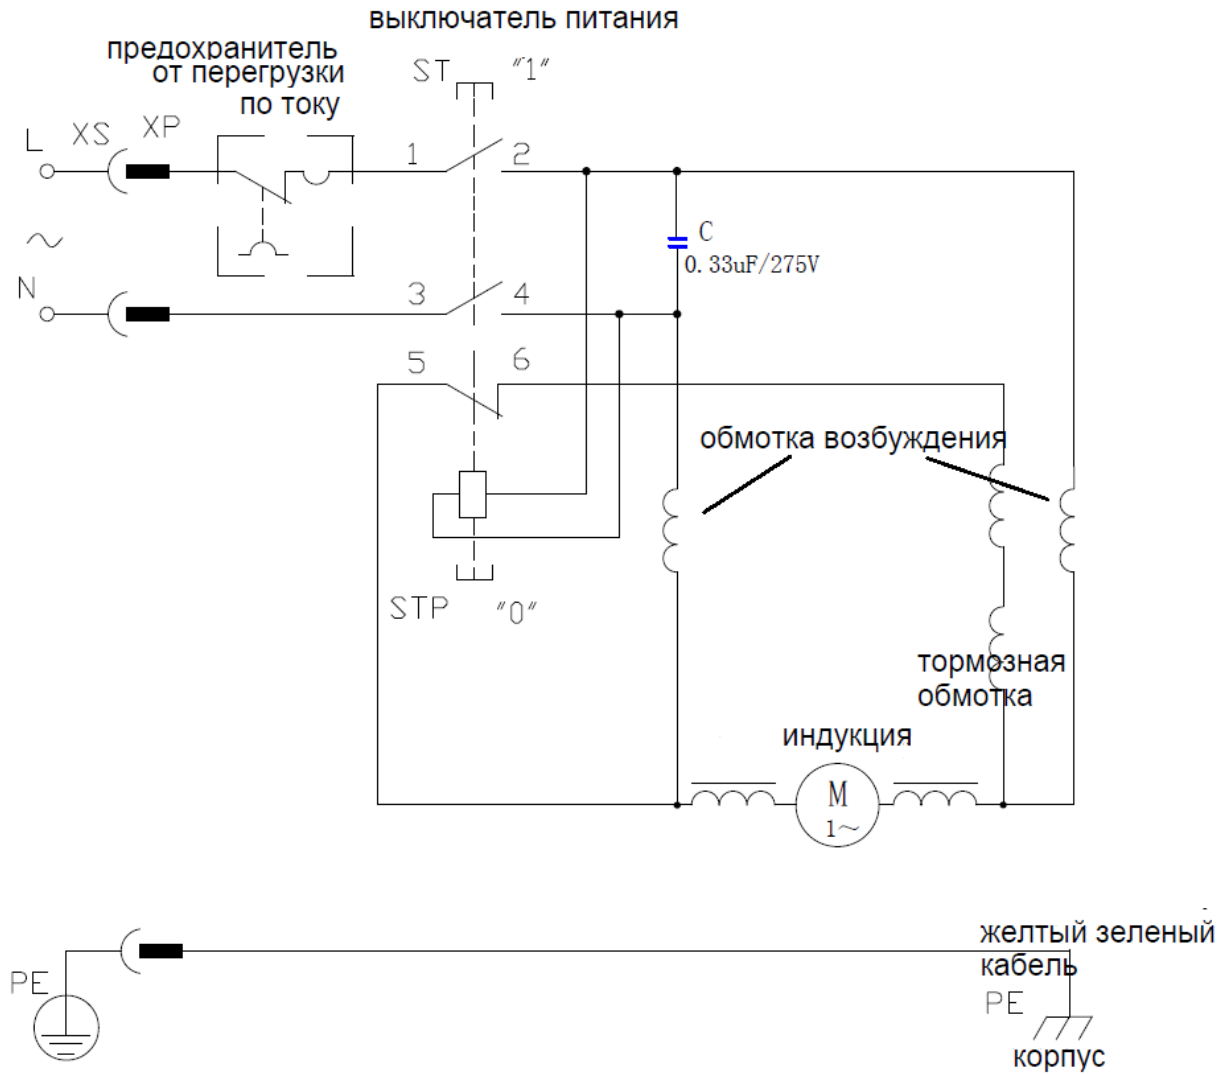 выключатель питания
предохранитель
от перегрузки
по току
ST "1"
L XS XP 1 2
C
0.33uF/275V
N 3 4
5 6
обмотка возбуждения
STP "0"
тормозная
обмотка
индукция
M
1~
желтый зеленый
кабель
PE
PE
корпус